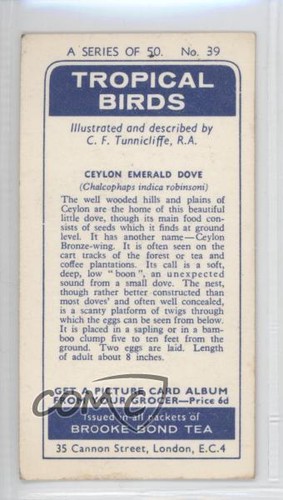 A SERIES OF 50. No. 39
TROPICAL
BIRDS
Illustrated and described by
C. F. Tunnicliffe, R.A.
CEYLON EMERALD DOVE
(Chalcophaps indica robinsoni)
The well wooded hills and plains of
Ceylon are the home of this beautiful
little dove, though its main food con-
sists of seeds which it finds at ground
level. It has another name—Ceylon
Bronze-wing. It is often seen on the
cart tracks of the forest or tea and
coffee plantations. Its call is a soft,
deep, low "boon", an unexpected
sound from a small dove. The nest,
though rather better constructed than
most doves' and often well concealed,
is a scanty platform of twigs through
which the eggs can be seen from below.
It is placed in a sapling or in a bam-
boo clump five to ten feet from the
ground. Two eggs are laid. Length
of adult about 8 inches.
GET A PICTURE CARD ALBUM
FROM YOUR GROCER—Price 6d
Issued in all packets of
BROOKE BOND TEA
35 Cannon Street, London, E.C.4